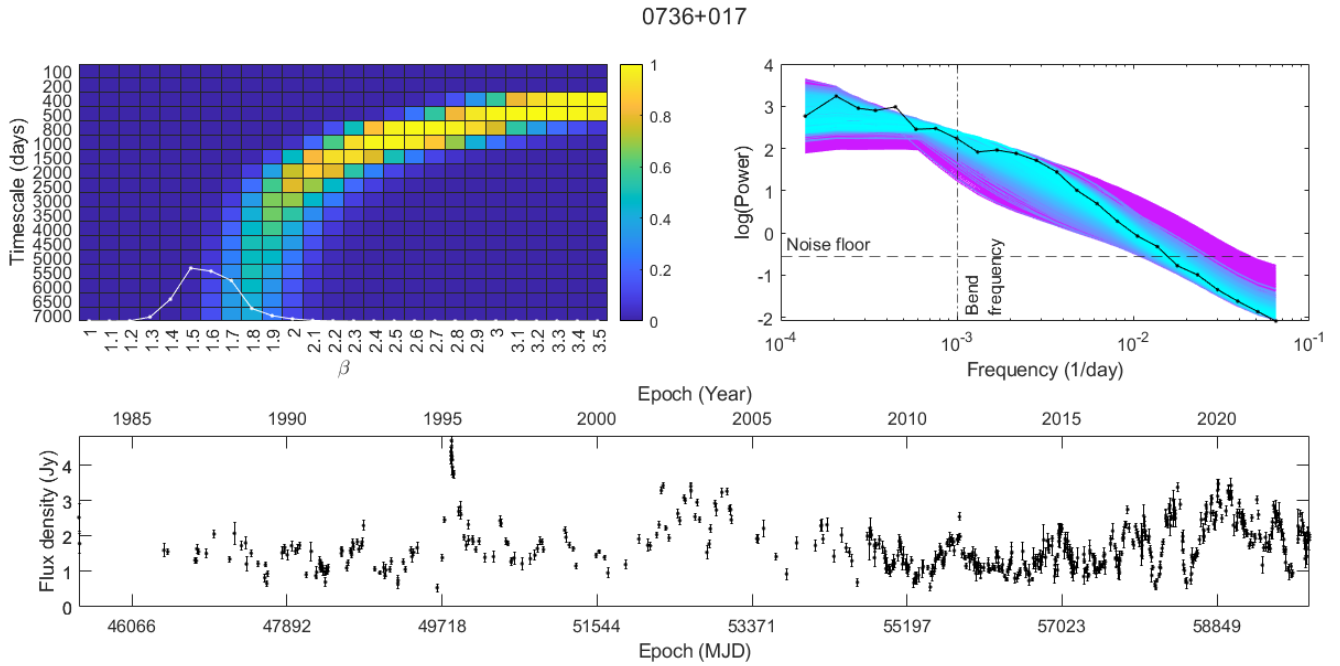 0736+017
Timescale (days)
100
200
400
500
800
1000
1500
2000
2500
3000
3500
4000
4500
5000
5500
6000
6500
7000
1 1.1 1.2 1.3 1.4 1.5 1.6 1.7 1.8 1.9 2 2.1 2.2 2.3 2.4 2.5 2.6 2.7 2.8 2.9 3 3.1 3.2 3.3 3.4 3.5
β
1
0.8
0.6
0.4
0.2
0
log(Power)
4
3
2
1
0
-1
-2
Noise floor
Bend
frequency
10-4 10-3 10-2 10-1
Frequency (1/day)
Epoch (Year)
1985 1990 1995 2000 2005 2010 2015 2020
Flux density (Jy)
4
3
2
1
0
46066 47892 49718 51544 53371 55197 57023 58849
Epoch (MJD)